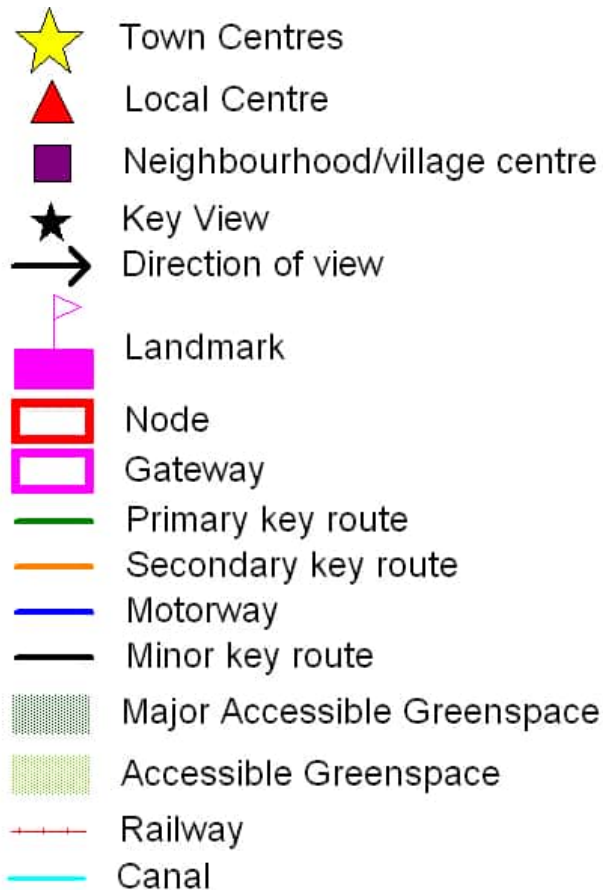 Town Centres
Local Centre
Neighbourhood/village centre
Key View
Direction of view
Landmark
Node
Gateway
Primary key route
Secondary key route
Motorway
Minor key route
Major Accessible Greenspace
Accessible Greenspace
Railway
Canal